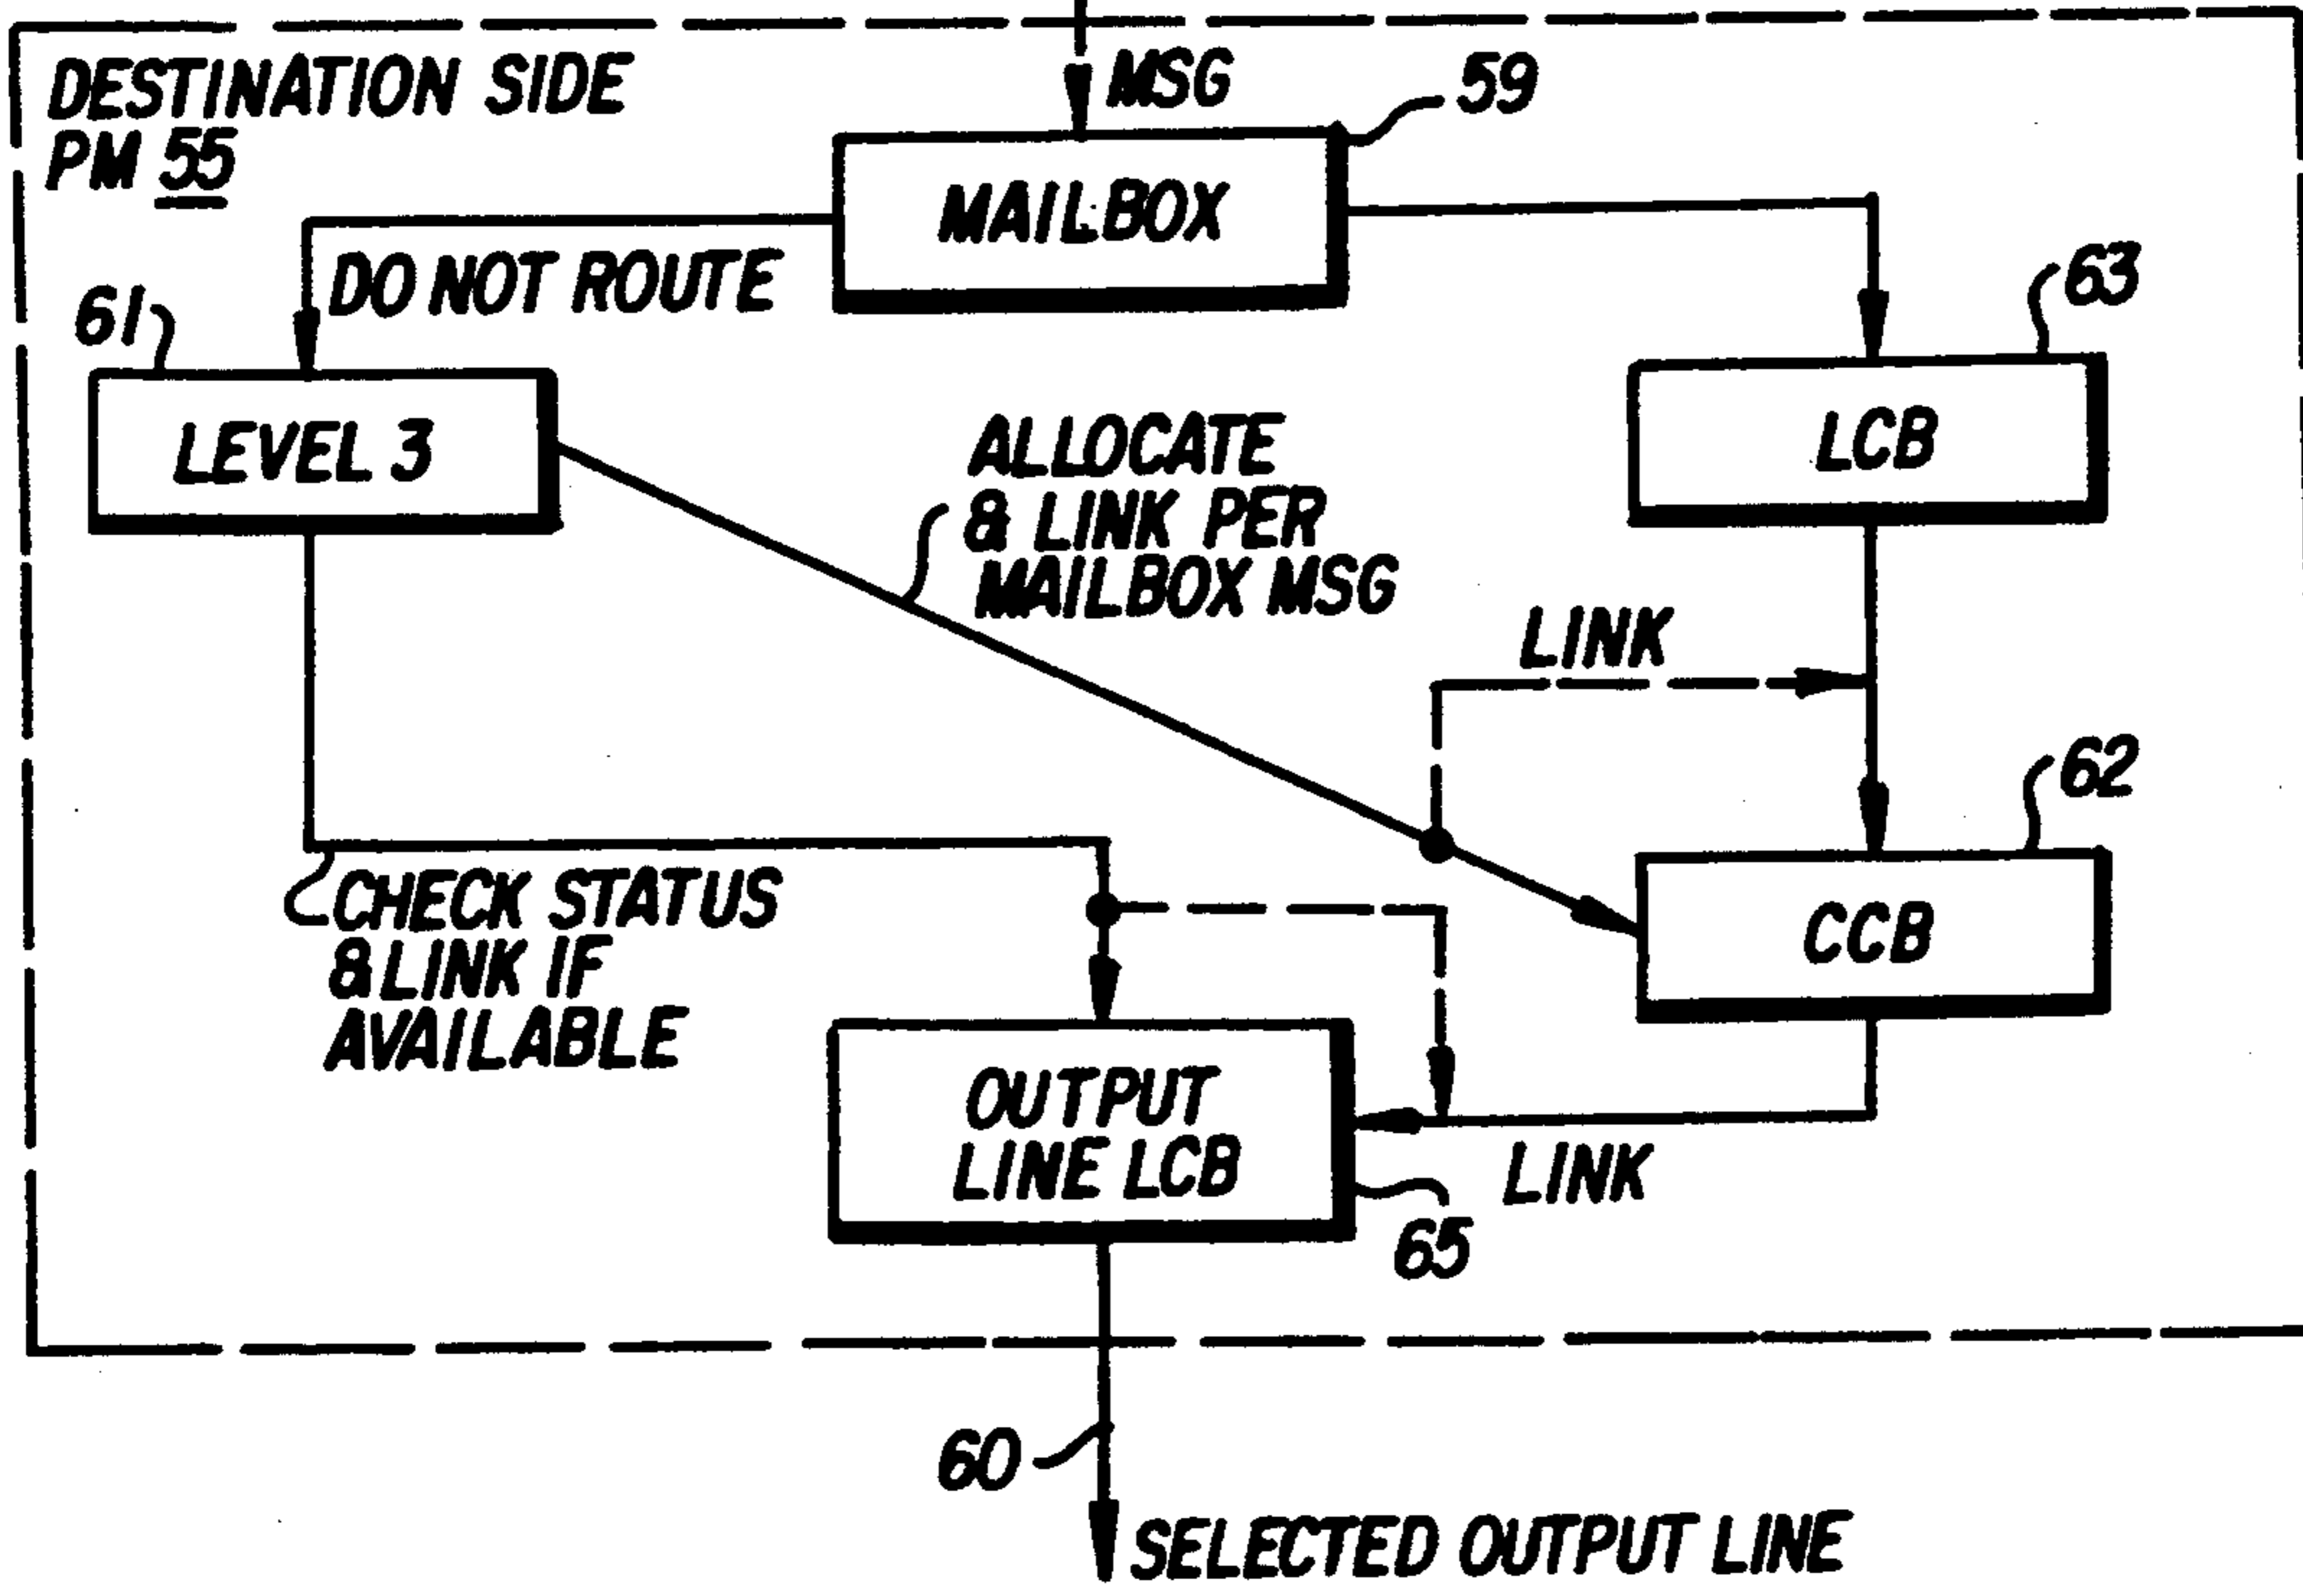 DESTINATION SIDE
PM 55
MSG
59
MAILBOX
DO NOT ROUTE
61
63
LEVEL 3
LCB
ALLOCATE
& LINK PER
MAILBOX MSG
LINK
62
CHECK STATUS
& LINK IF
AVAILABLE
CCB
OUTPUT
LINE LCB
LINK
65
60
SELECTED OUTPUT LINE